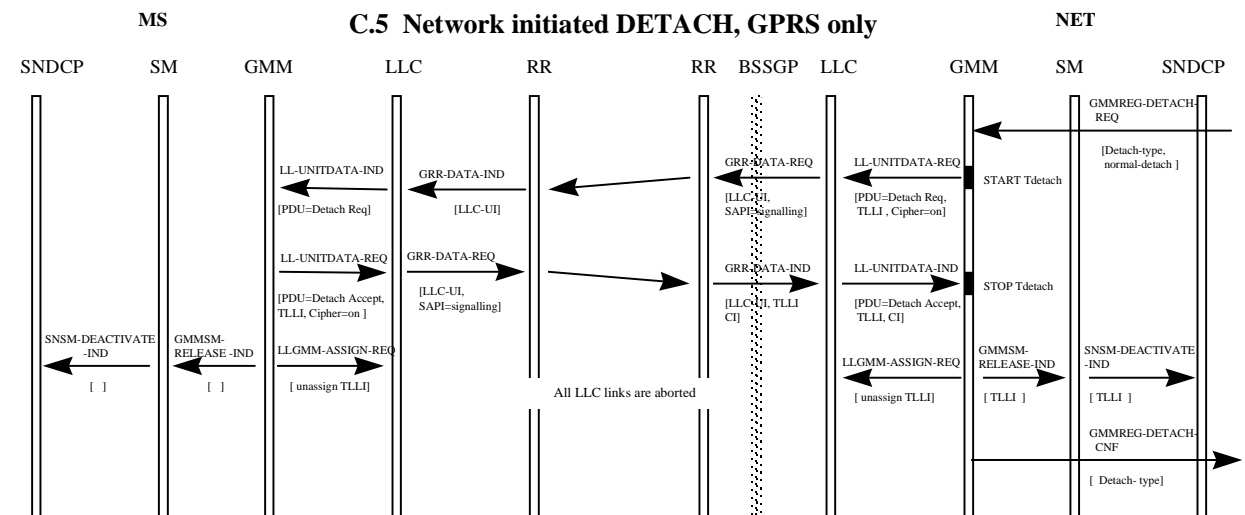 MS
C.5 Network initiated DETACH, GPRS only
NET
SNDCP SM GMM LLC RR RR BSSGP LLC GMM SM SNDCP
GMMREG-DETACH-
REQ
[Detach-type,
normal-detach ]
LL-UNITDATA-IND
[PDU=Detach Req]
GRR-DATA-IND
[LLC-UI]
GRR-DATA-REQ
[LLC-UI,
SAPI=signalling]
LL-UNITDATA-REQ
[PDU=Detach Req,
TLLI , Cipher=on]
START Tdetach
LL-UNITDATA-REQ
[PDU=Detach Accept,
TLLI, Cipher=on ]
GRR-DATA-REQ
[LLC-UI,
SAPI=signalling]
GRR-DATA-IND
[LLC-UI, TLLI
CI]
LL-UNITDATA-IND
[PDU=Detach Accept,
TLLI, CI]
STOP Tdetach
SNSM-DEACTIVATE
-IND
[ ]
GMMSM-
RELEASE -IND
[ ]
LLGMM-ASSIGN-REQ
[ unassign TLLI]
All LLC links are aborted
LLGMM-ASSIGN-REQ
[ unassign TLLI]
GMMSM-
RELEASE-IND
[ TLLI ]
SNSM-DEACTIVATE
-IND
[ TLLI ]
GMMREG-DETACH-
CNF
[ Detach- type]